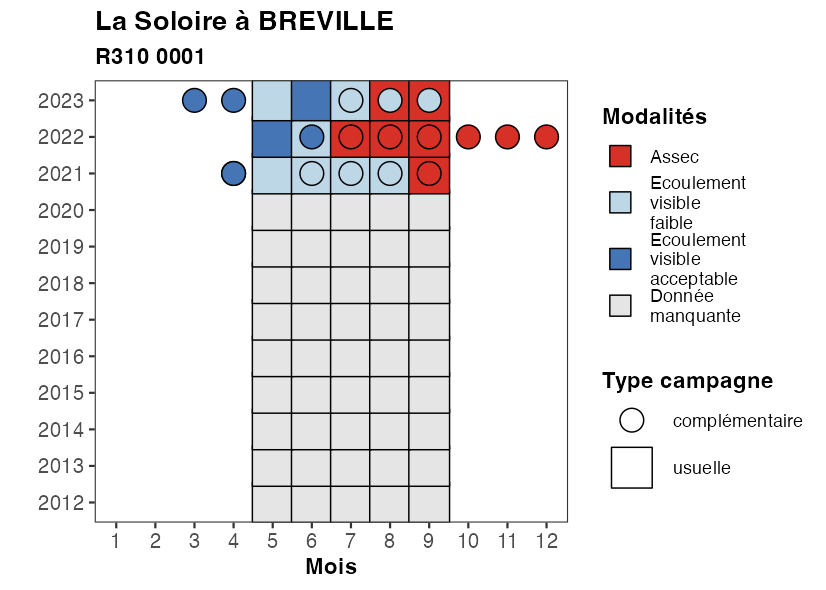 La Soloire à BREVILLE
R310 0001
2023
2022
2021
2020
2019
2018
2017
2016
2015
2014
2013
2012
1 2 3 4 5 6 7 8 9 10 11 12
Mois
Modalités
Assec
Ecoulement
visible
faible
Ecoulement
visible
acceptable
Donnée
manquante
Type campagne
complémentaire
usuelle